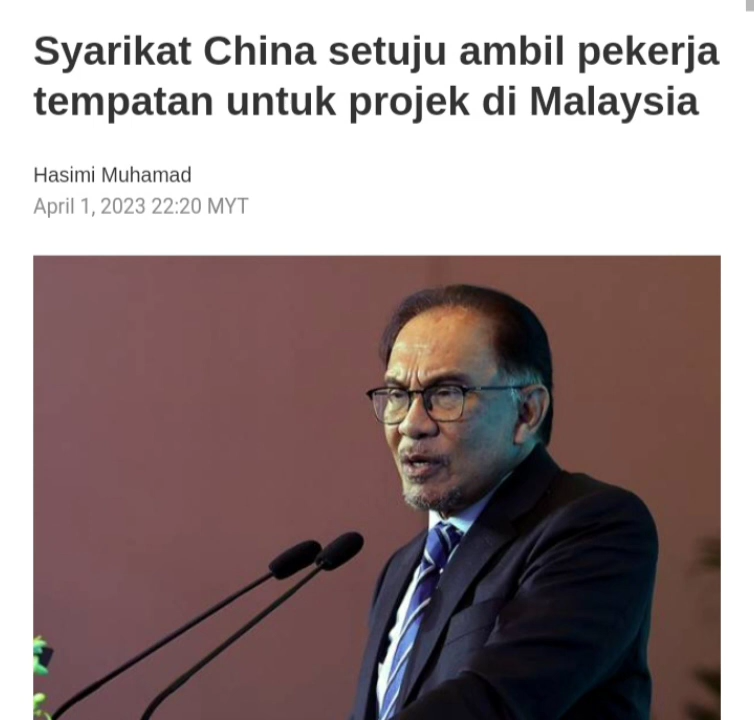 Syarikat China setuju ambil pekerja
tempatan untuk projek di Malaysia
Hasimi Muhamad
April 1, 2023 22:20 MYT